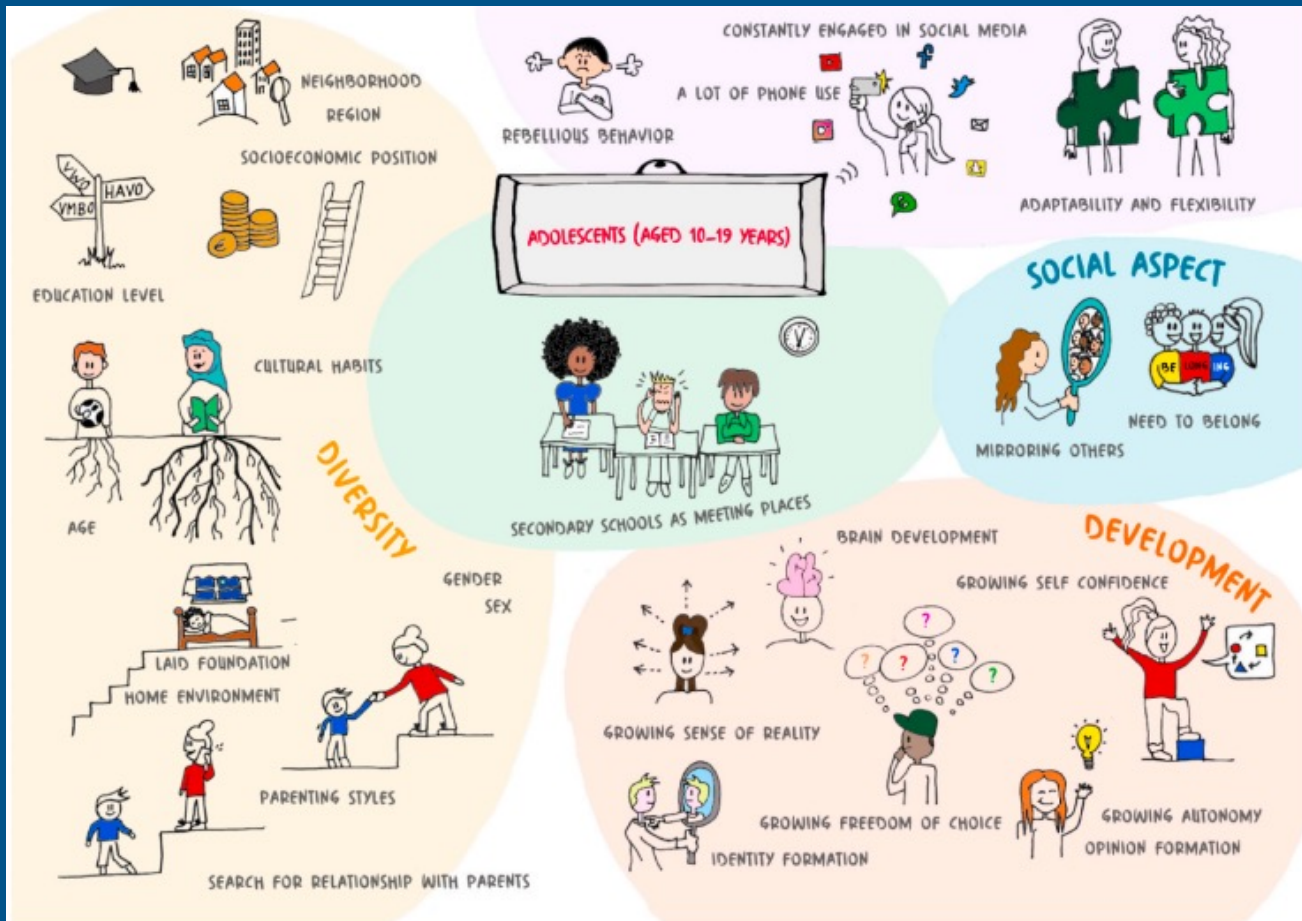 NEIGHBORHOOD
REGION
SOCIOECONOMIC POSITION
VWO
HAVO
VMBO
EDUCATION LEVEL
CULTURAL HABITS
AGE
DIVERSITY
GENDER
SEX
LAID FOUNDATION
HOME ENVIRONMENT
PARENTING STYLES
SEARCH FOR RELATIONSHIP WITH PARENTS
CONSTANTLY ENGAGED IN SOCIAL MEDIA
A LOT OF PHONE USE
REBELLIOUS BEHAVIOR
ADAPTABILITY AND FLEXIBILITY
ADOLESCENTS (AGED 10–19 YEARS)
SECONDARY SCHOOLS AS MEETING PLACES
SOCIAL ASPECT
BE LONG ING
NEED TO BELONG
MIRRORING OTHERS
DEVELOPMENT
BRAIN DEVELOPMENT
GROWING SELF CONFIDENCE
? ? ? ? ?
GROWING SENSE OF REALITY
GROWING FREEDOM OF CHOICE
IDENTITY FORMATION
GROWING AUTONOMY
OPINION FORMATION